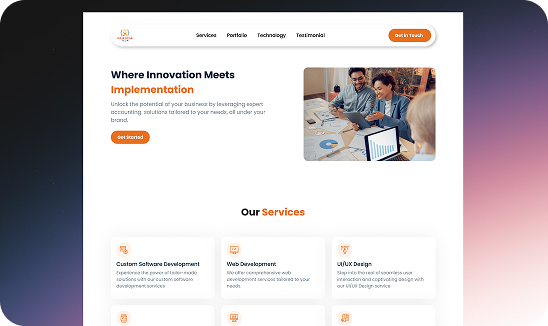 Services Portfolio Technology Testimonial Get in Touch
Where Innovation Meets
Implementation
Unlock the potential of your business by leveraging expert
accounting solutions tailored to your needs, all under your
brand.
Get Started
Our Services
Custom Software Development
Experience the power of tailor-made
solutions with our custom software
development services
Web Development
We offer comprehensive web
development services tailored to your
needs.
UI/UX Design
Step into the real of seamless user
interaction and captivating design with
our UI/UX Design service